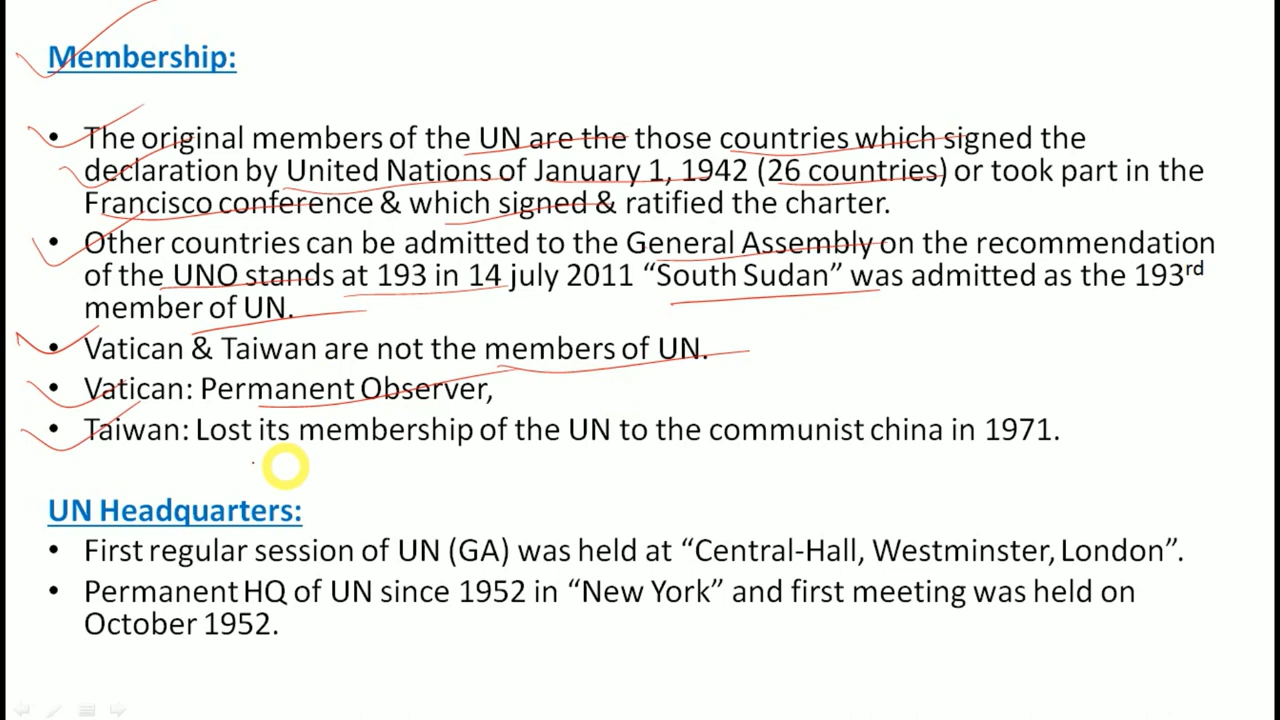 Membership:
• The original members of the UN are the those countries which signed the
declaration by United Nations of January 1, 1942 (26 countries) or took part in the
Francisco conference & which signed & ratified the charter.
• Other countries can be admitted to the General Assembly on the recommendation
of the UNO stands at 193 in 14 july 2011 “South Sudan” was admitted as the 193rd
member of UN.
• Vatican & Taiwan are not the members of UN.
• Vatican: Permanent Observer,
• Taiwan: Lost its membership of the UN to the communist china in 1971.
UN Headquarters:
• First regular session of UN (GA) was held at “Central-Hall, Westminster, London”.
• Permanent HQ of UN since 1952 in “New York” and first meeting was held on
October 1952.